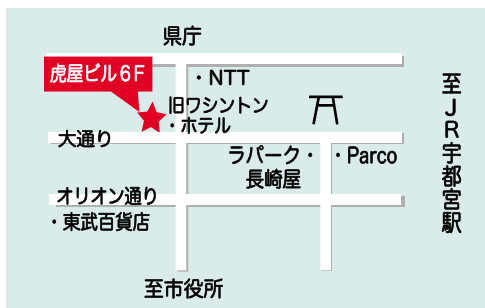 県庁
虎屋ビル6F
・NTT
旧ワシントン
・ホテル
大通り
ラパーク・
長崎屋
・Parco
オリオン通り
・東武百貨店
至市役所
至JR宇都宮駅